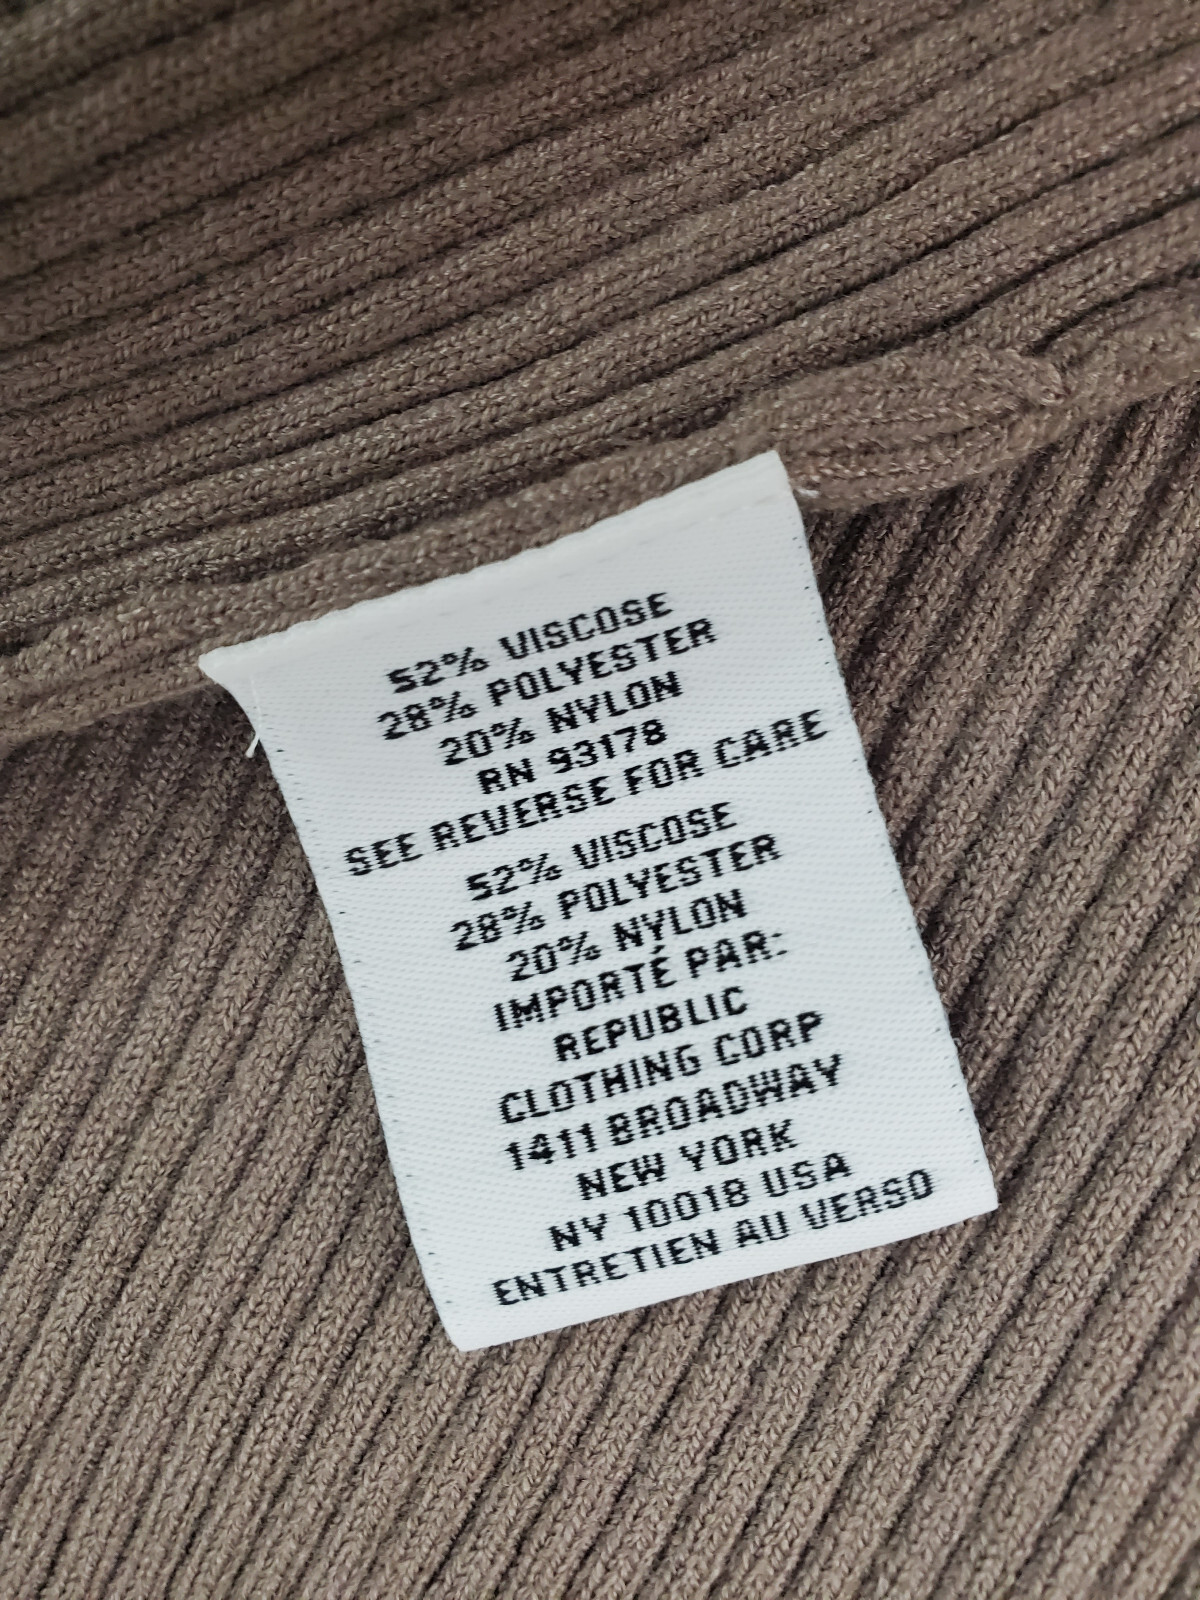 52% VISCOSE
28% POLYESTER
20% NYLON
RN 93178
SEE REVERSE FOR CARE
52% VISCOSE
28% POLYESTER
20% NYLON
IMPORTÉ PAR:
REPUBLIC
CLOTHING CORP
1411 BROADWAY
NEW YORK
NY 10018 USA
ENTRETIEN AU VERSO